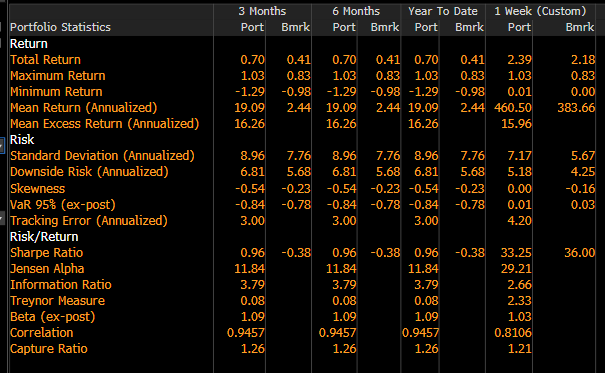 3 Months 6 Months Year To Date 1 Week (Custom)
Portfolio Statistics Port Bmrk Port Bmrk Port Bmrk Port Bmrk
Return
Total Return 0.70 0.41 0.70 0.41 0.70 0.41 2.39 2.18
Maximum Return 1.03 0.83 1.03 0.83 1.03 0.83 1.03 0.83
Minimum Return -1.29 -0.98 -1.29 -0.98 -1.29 -0.98 0.01 0.00
Mean Return (Annualized) 19.09 2.44 19.09 2.44 19.09 2.44 460.50 383.66
Mean Excess Return (Annualized) 16.26 16.26 16.26 15.96
Risk
Standard Deviation (Annualized) 8.96 7.76 8.96 7.76 8.96 7.76 7.17 5.67
Downside Risk (Annualized) 6.81 5.68 6.81 5.68 6.81 5.68 5.18 4.25
Skewness -0.54 -0.23 -0.54 -0.23 -0.54 -0.23 0.00 -0.16
VaR 95% (ex-post) -0.84 -0.78 -0.84 -0.78 -0.84 -0.78 0.01 0.03
Tracking Error (Annualized) 3.00 3.00 3.00 4.20
Risk/Return
Sharpe Ratio 0.96 -0.38 0.96 -0.38 0.96 -0.38 33.25 36.00
Jensen Alpha 11.84 11.84 11.84 29.21
Information Ratio 3.79 3.79 3.79 2.66
Treynor Measure 0.08 0.08 0.08 2.33
Beta (ex-post) 1.09 1.09 1.09 1.03
Correlation 0.9457 0.9457 0.9457 0.8106
Capture Ratio 1.26 1.26 1.26 1.21